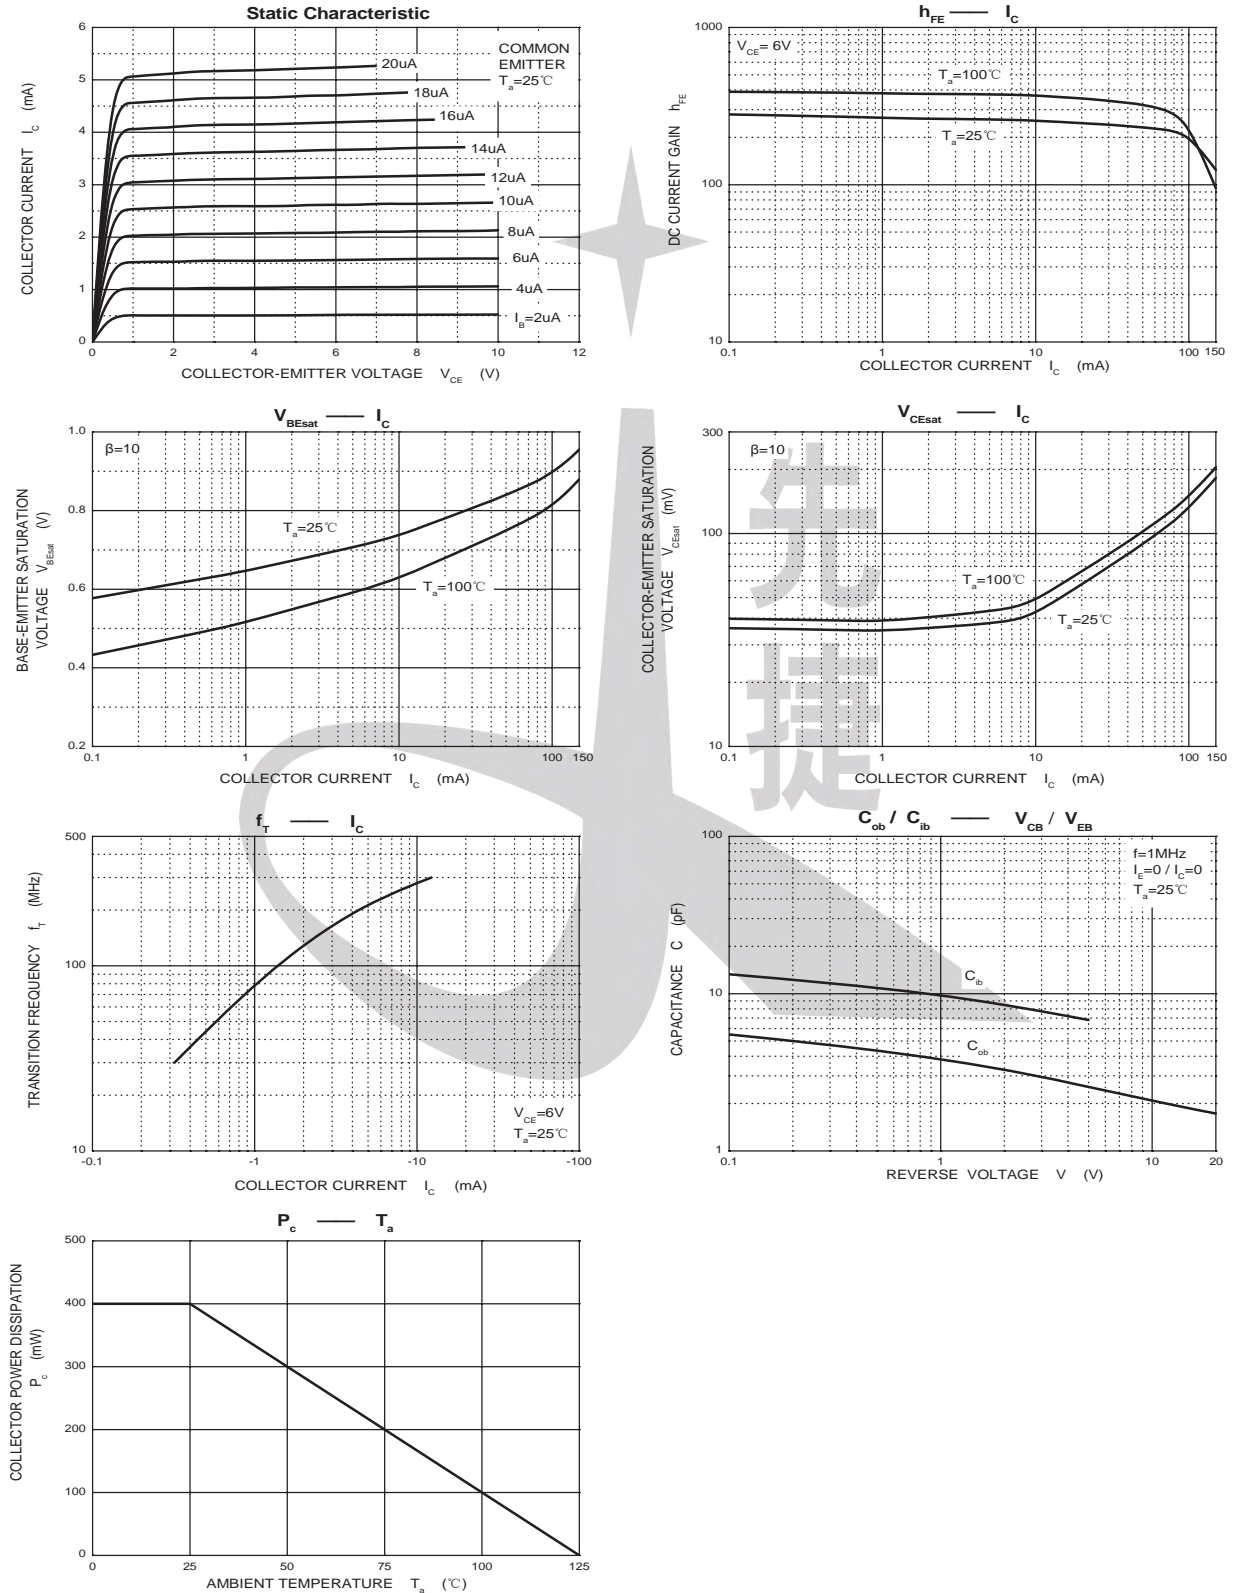 Static Characteristic
COMMON
EMITTER
Ta=25℃
20uA
18uA
16uA
14uA
12uA
10uA
8uA
6uA
4uA
IB=2uA
6
5
4
3
2
1
0
0 2 4 6 8 10 12
COLLECTOR CURRENT IC (mA)
COLLECTOR-EMITTER VOLTAGE VCE (V)
hFE —— IC
VCE= 6V
Ta=100℃
Ta=25℃
1000
100
10
0.1 1 10 100 150
DC CURRENT GAIN hFE
COLLECTOR CURRENT IC (mA)
VBEsat —— IC
β=10
Ta=25℃
Ta=100℃
1.0
0.8
0.6
0.4
0.2
0.1 1 10 100 150
BASE-EMITTER SATURATION
VOLTAGE VBEsat (V)
COLLECTOR CURRENT IC (mA)
VCEsat —— IC
β=10
Ta=100℃
Ta=25℃
300
100
10
0.1 1 10 100 150
COLLECTOR-EMITTER SATURATION
VOLTAGE VCEsat (mV)
COLLECTOR CURRENT IC (mA)
先
捷
fT —— IC
500
100
10
-0.1 -1 -10 -100
VCE=6V
Ta=25℃
TRANSITION FREQUENCY fT (MHz)
COLLECTOR CURRENT IC (mA)
Cob / Cib —— VCB / VEB
f=1MHz
IE=0 / IC=0
Ta=25℃
Cib
Cob
100
10
1
0.1 1 10 20
CAPACITANCE C (pF)
REVERSE VOLTAGE V (V)
Pc —— Ta
500
400
300
200
100
0
0 25 50 75 100 125
COLLECTOR POWER DISSIPATION
Pc (mW)
AMBIENT TEMPERATURE Ta (℃)